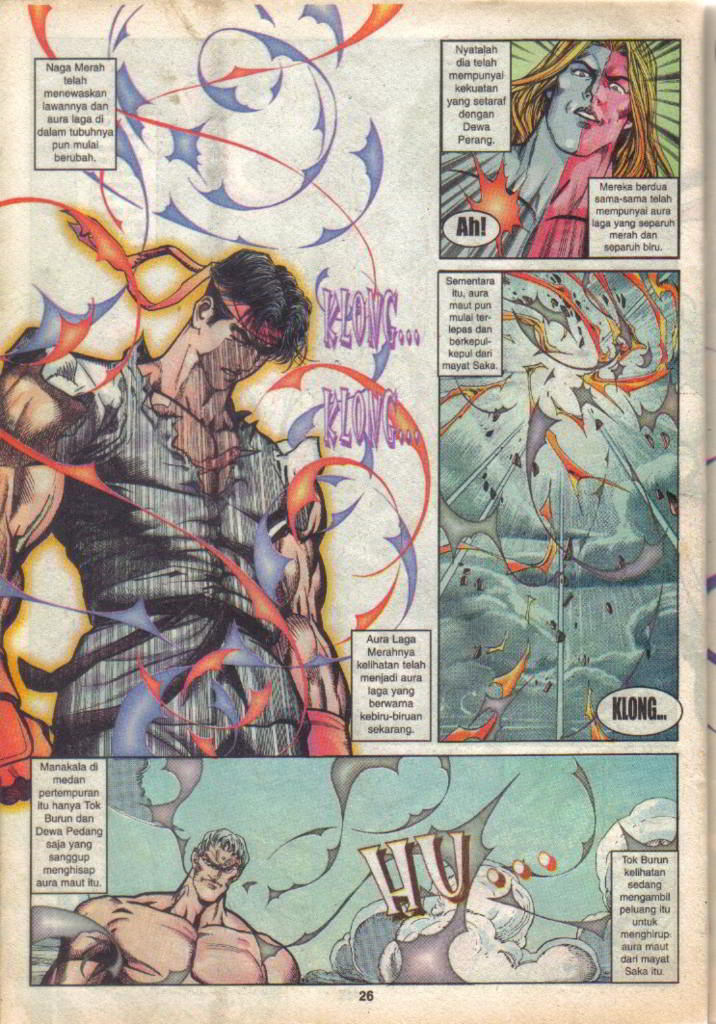 Naga Merah
telah
menewaskan
lawannya dan
aura laga di
dalam tubuhnya
pun mulai
berubah.
Nyatalah
dia telah
mempunyai
kekuatan
yang setaraf
dengan
Dewa
Perang.
Ah!
Mereka berdua
sama-sama telah
mempunyai aura
laga yang separuh
merah dan
separuh biru.
KLONG...
KLONG...
Aura Laga
Merahnya
kelihatan telah
menjadi aura
laga yang
berwarna
kebiru-biruan
sekarang.
Sementara
itu, aura
maut pun
mulai ter-
lepas dan
berkepul-
kepul dari
mayat Saka.
KLONG...
Manakala di
medan
pertempuran
itu hanya Tok
Burun dan
Dewa Pedang
saja yang
sanggup
menghisap
aura maut itu.
HU...
Tok Burun
kelihatan
sedang
mengambil
peluang itu
untuk
menghirup
aura maut
dari mayat
Saka itu.
26